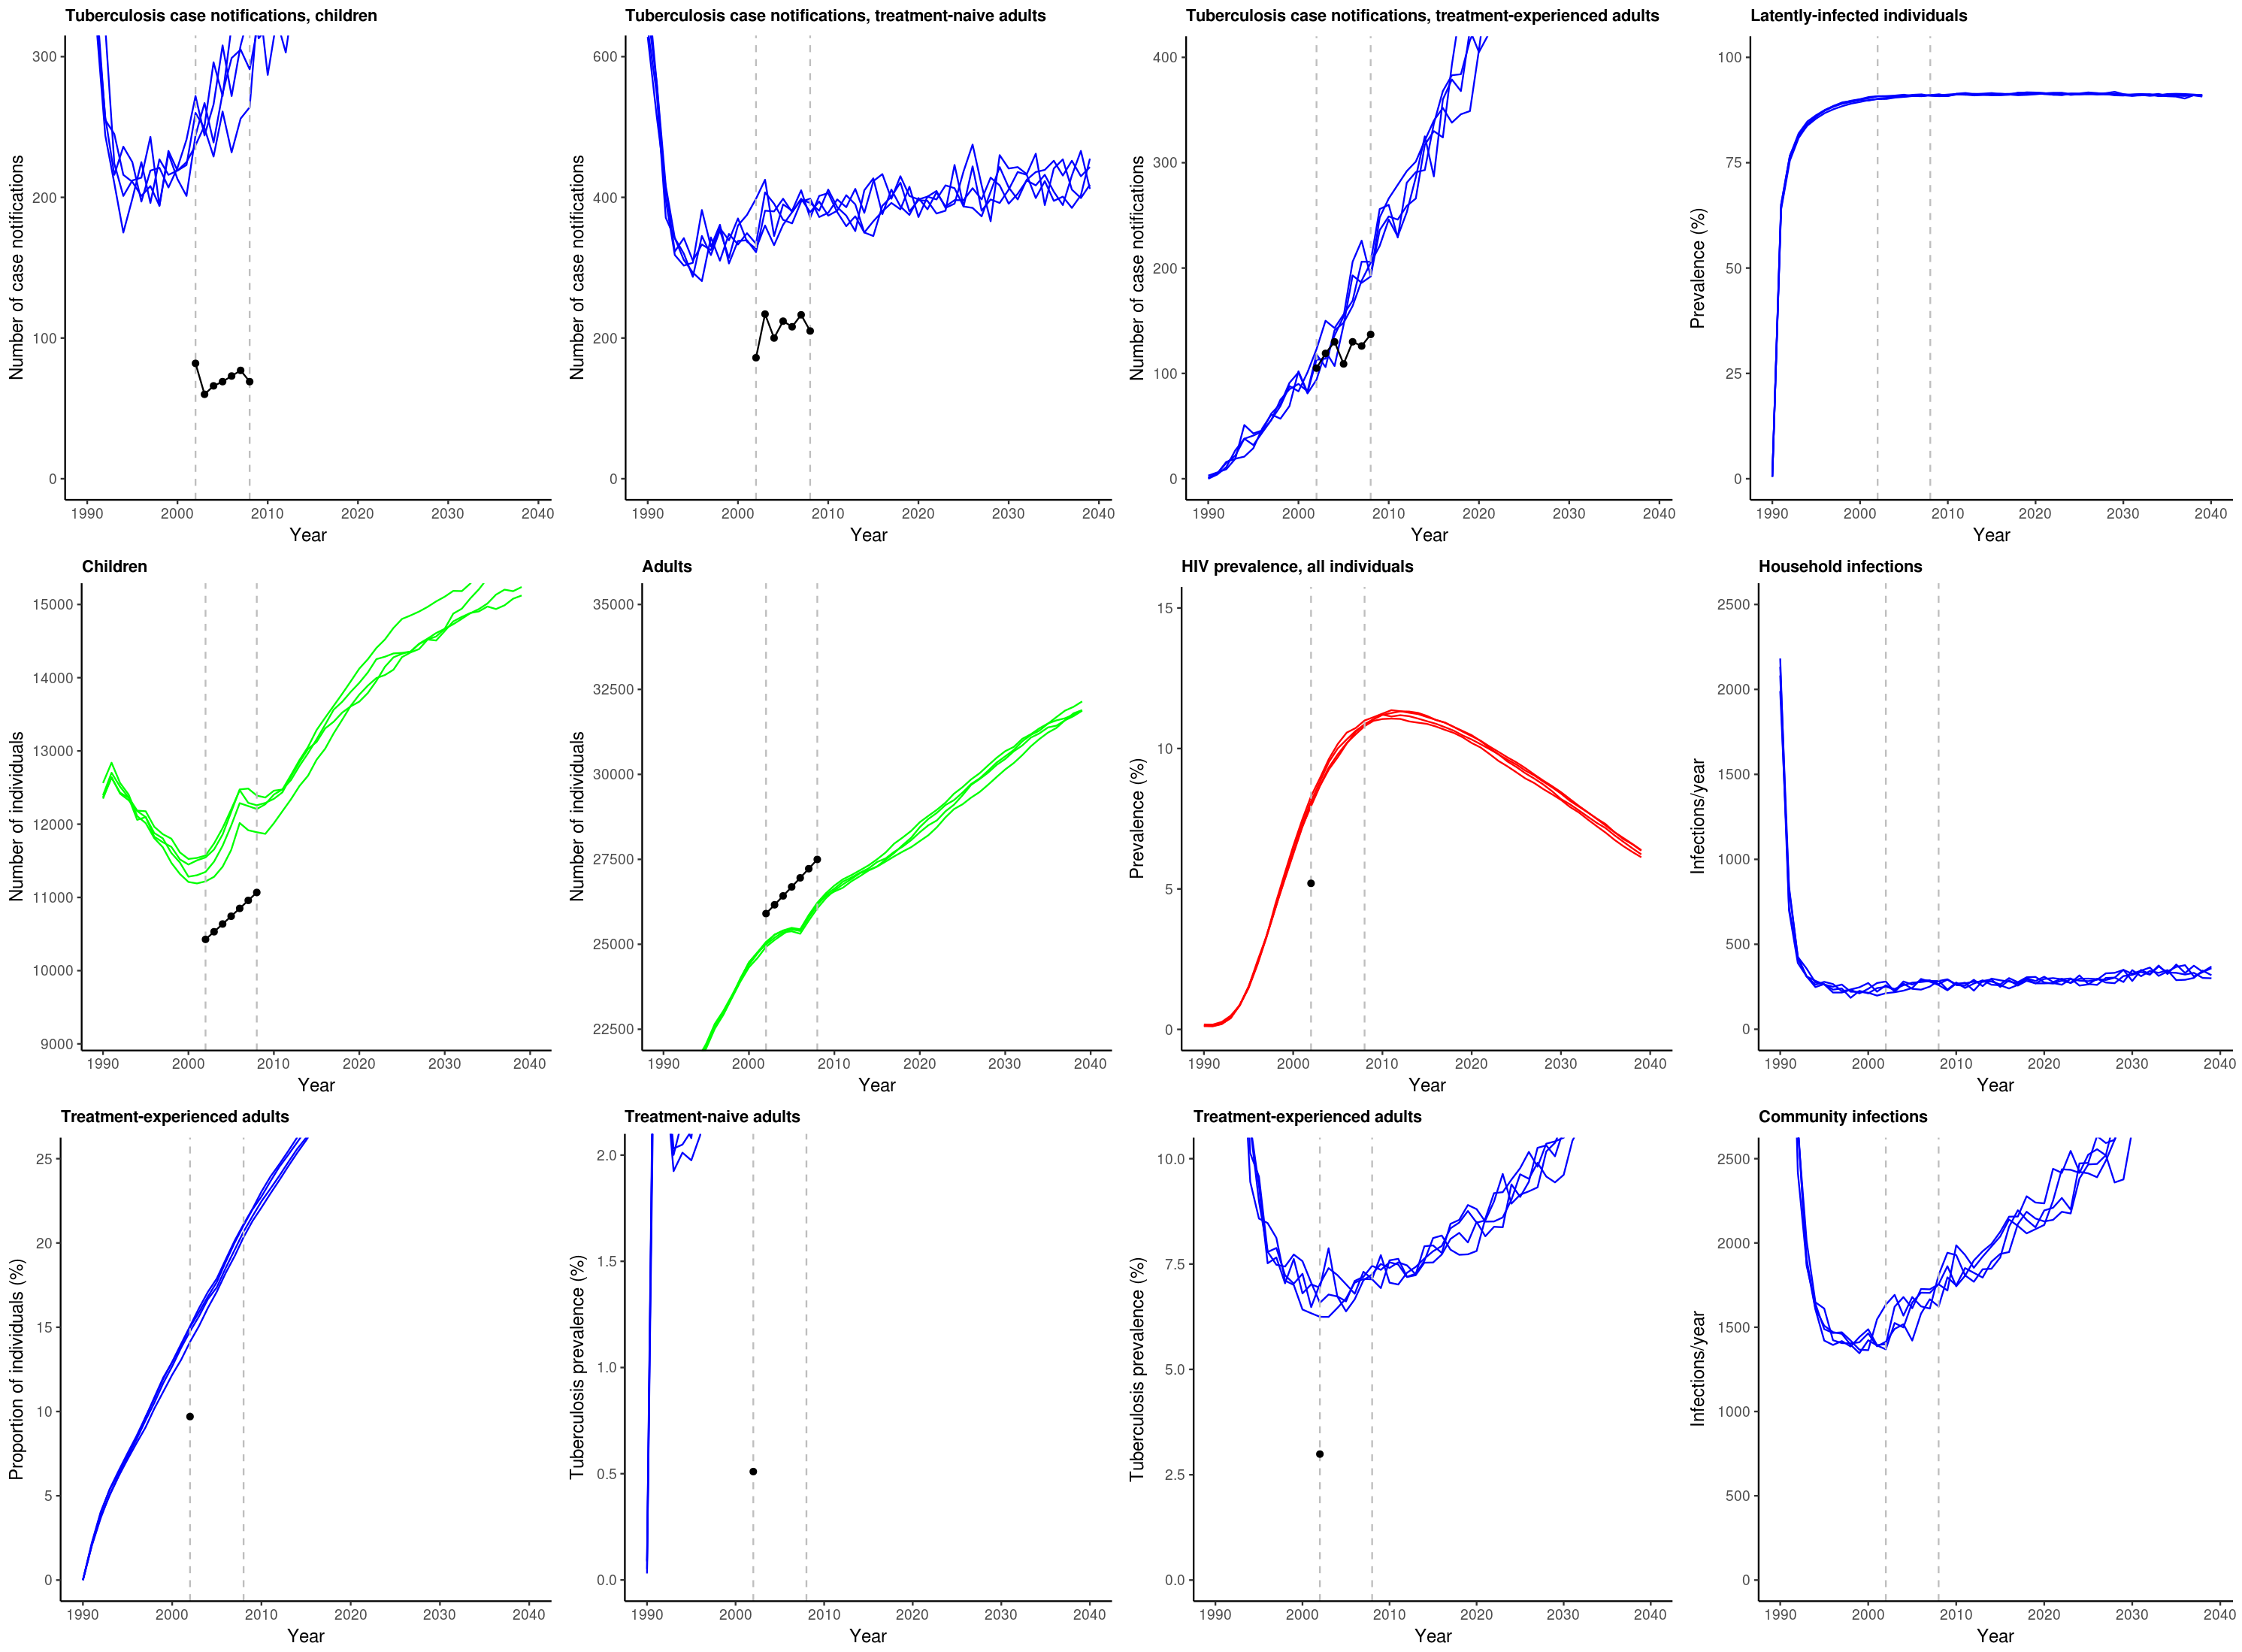 Tuberculosis case notifications, children
Number of case notifications
300
200
100
0
1990 2000 2010 2020 2030 2040
Year
Tuberculosis case notifications, treatment-naive adults
Number of case notifications
600
400
200
0
1990 2000 2010 2020 2030 2040
Year
Tuberculosis case notifications, treatment-experienced adults
Number of case notifications
400
300
200
100
0
1990 2000 2010 2020 2030 2040
Year
Latently-infected individuals
Prevalence (%)
100
75
50
25
0
1990 2000 2010 2020 2030 2040
Year
Children
Number of individuals
15000
14000
13000
12000
11000
10000
9000
1990 2000 2010 2020 2030 2040
Year
Adults
Number of individuals
35000
32500
30000
27500
25000
22500
1990 2000 2010 2020 2030 2040
Year
HIV prevalence, all individuals
Prevalence (%)
15
10
5
0
1990 2000 2010 2020 2030 2040
Year
Household infections
Infections/year
2500
2000
1500
1000
500
0
1990 2000 2010 2020 2030 2040
Year
Treatment-experienced adults
Proportion of individuals (%)
25
20
15
10
5
0
1990 2000 2010 2020 2030 2040
Year
Treatment-naive adults
Tuberculosis prevalence (%)
2.0
1.5
1.0
0.5
0.0
1990 2000 2010 2020 2030 2040
Year
Treatment-experienced adults
Tuberculosis prevalence (%)
10.0
7.5
5.0
2.5
0.0
1990 2000 2010 2020 2030 2040
Year
Community infections
Infections/year
2500
2000
1500
1000
500
0
1990 2000 2010 2020 2030 2040
Year